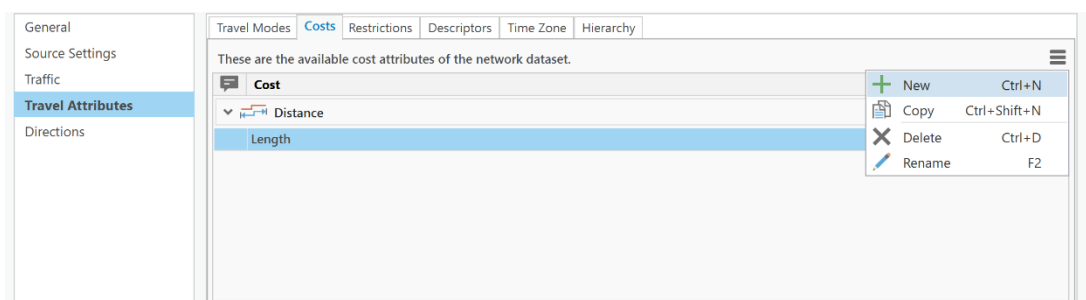 General
Source Settings
Traffic
Travel Attributes
Directions
Travel Modes Costs Restrictions Descriptors Time Zone Hierarchy
These are the available cost attributes of the network dataset.
Cost
Distance
Length
New Ctrl+N
Copy Ctrl+Shift+N
Delete Ctrl+D
Rename F2